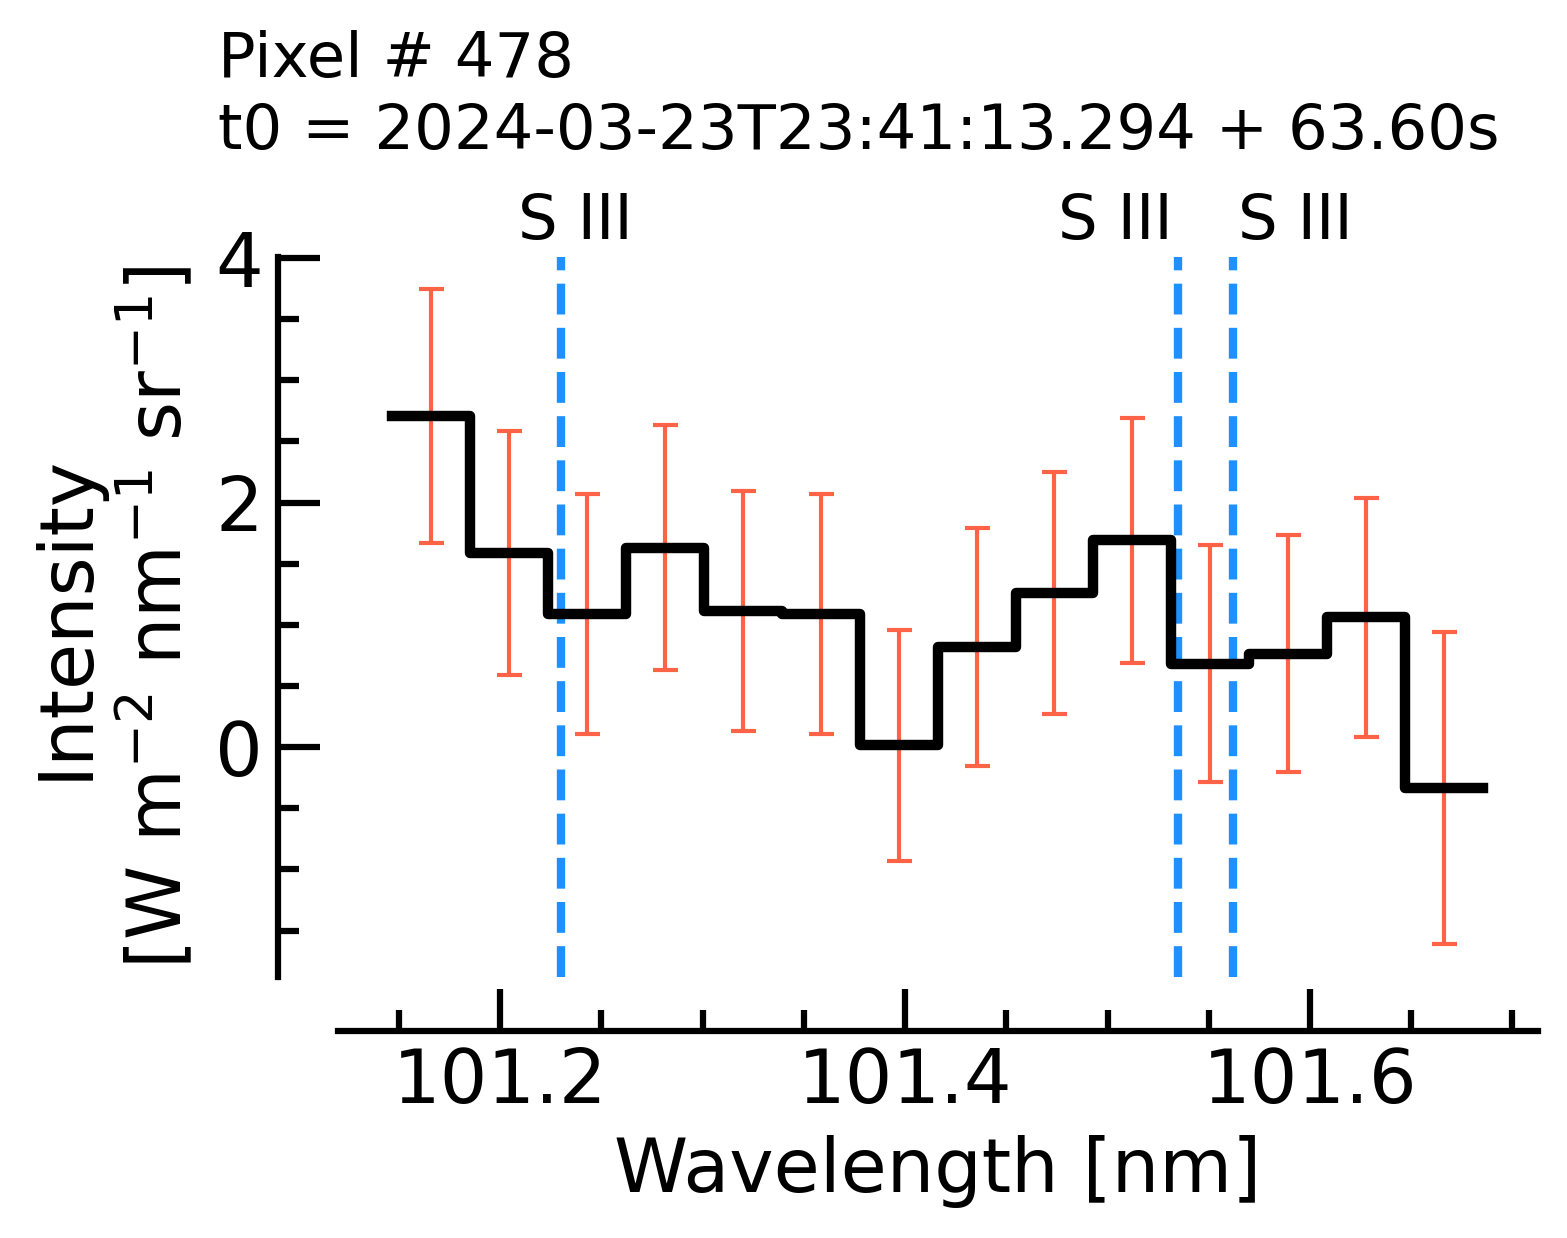 Pixel # 478
t0 = 2024-03-23T23:41:13.294 + 63.60s
S III S III S III
Intensity
[W m⁻² nm⁻¹ sr⁻¹]
4
2
0
101.2 101.4 101.6
Wavelength [nm]